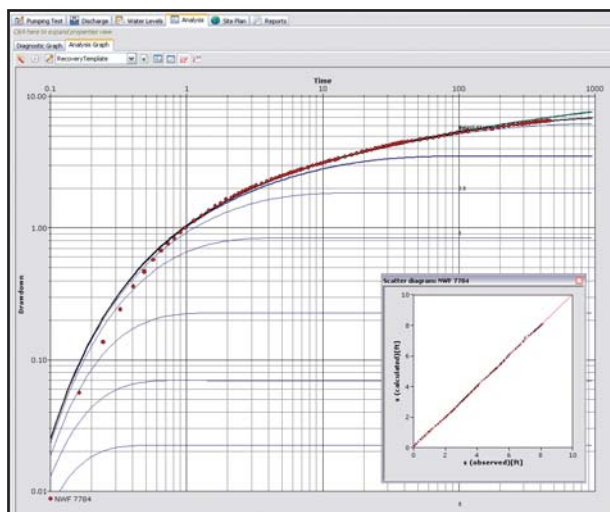 Pumping Test Discharge Water Levels Analysis Site Plan Reports
Click here to expand properties view
Diagnostic Graph Analysis Graph
RecoveryTemplate
Time
0.1 1 10 100 1000
10.00
1.00
0.10
0.01
Drawdown
Scatter diagram: NWF 7784
10
8
6
4
2
0
s (calculated)[ft]
0 2 4 6 8 10
s (observed)[ft]
NWF 7784